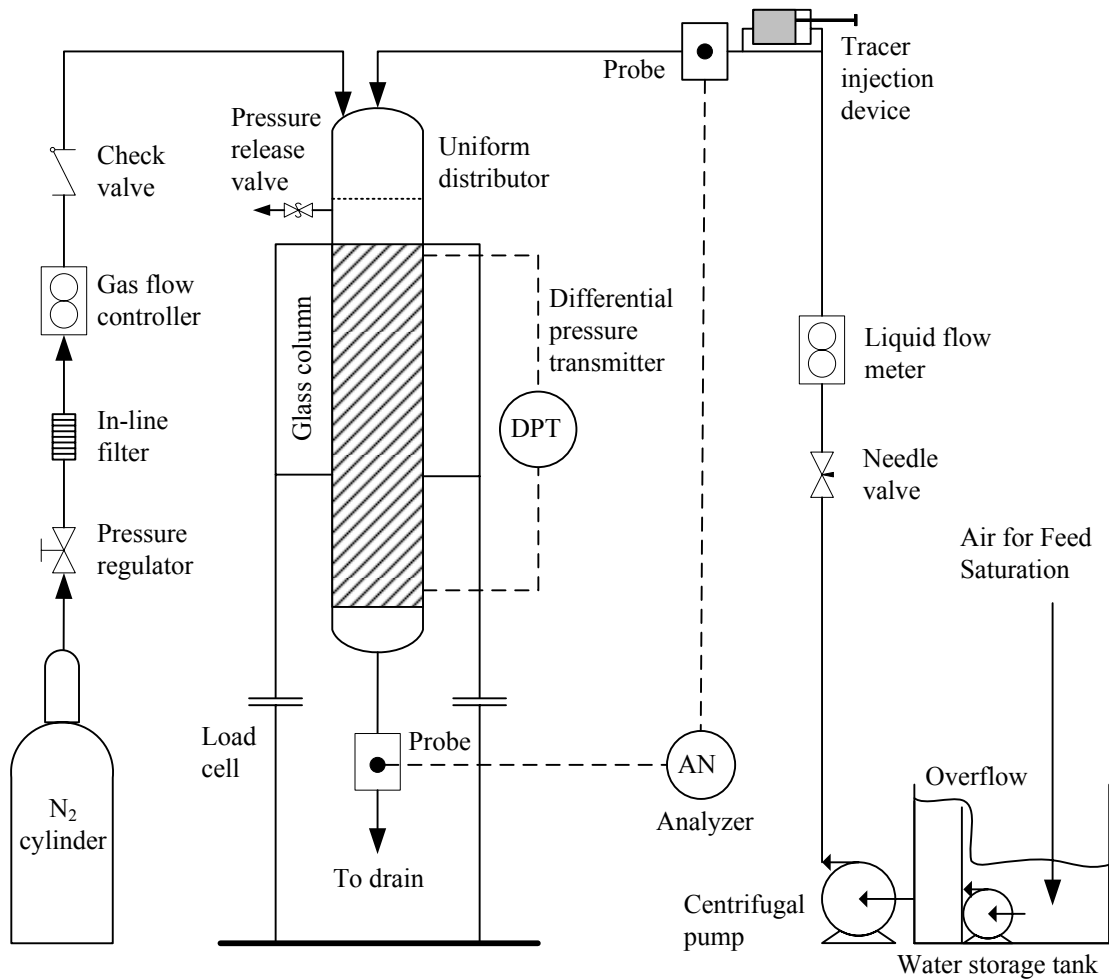 Probe
Tracer
injection
device
Pressure
release
valve
Uniform
distributor
Check
valve
Gas flow
controller
Glass column
Differential
pressure
transmitter
Liquid flow
meter
In-line
filter
DPT
Needle
valve
Pressure
regulator
Air for Feed
Saturation
Load
cell
Probe
AN
Analyzer
Overflow
N₂
cylinder
To drain
Centrifugal
pump
Water storage tank